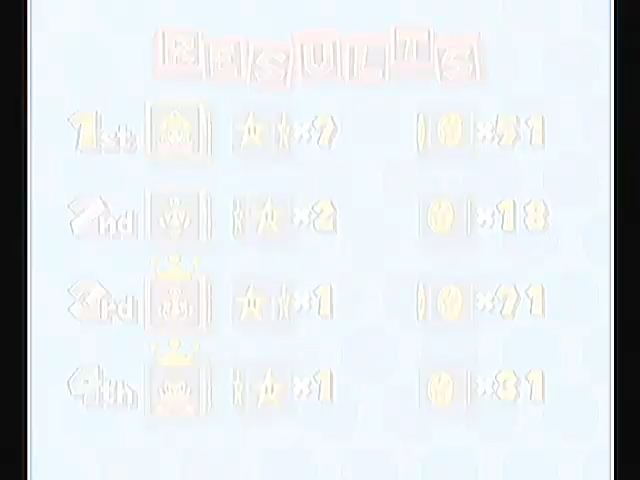 RESULTS
1st ×7 ×51
2nd ×2 ×18
3rd ×1 ×71
4th ×1 ×31